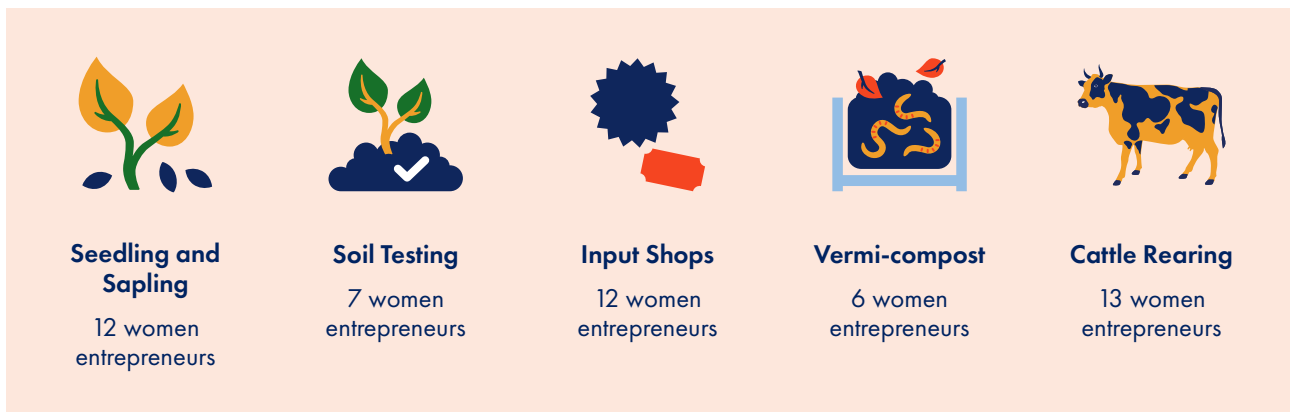 Seedling and
Sapling
12 women
entrepreneurs
Soil Testing
7 women
entrepreneurs
Input Shops
12 women
entrepreneurs
Vermi-compost
6 women
entrepreneurs
Cattle Rearing
13 women
entrepreneurs